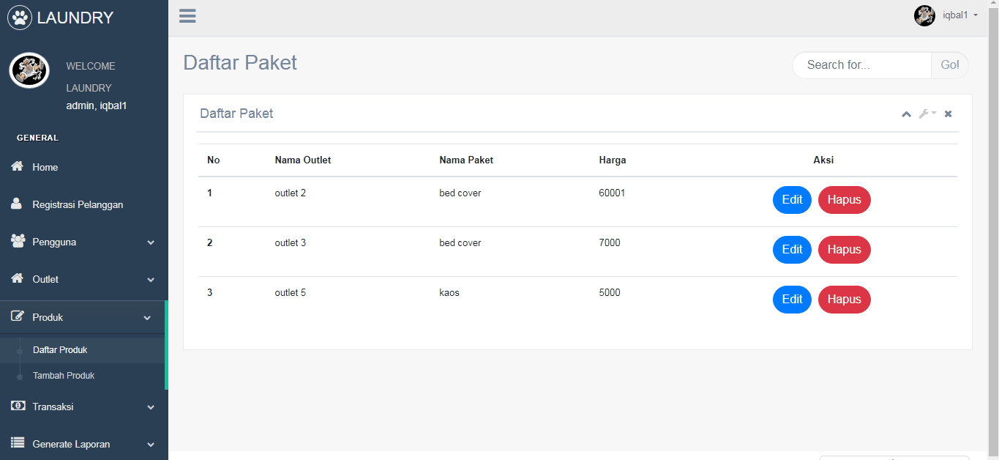 LAUNDRY
iqbal1
WELCOME
LAUNDRY
admin, iqbal1
GENERAL
Home
Registrasi Pelanggan
Pengguna
Outlet
Produk
Daftar Produk
Tambah Produk
Transaksi
Generate Laporan
Daftar Paket
Search for... Go!
Daftar Paket
No Nama Outlet Nama Paket Harga Aksi
1 outlet 2 bed cover 60001 Edit Hapus
2 outlet 3 bed cover 7000 Edit Hapus
3 outlet 5 kaos 5000 Edit Hapus